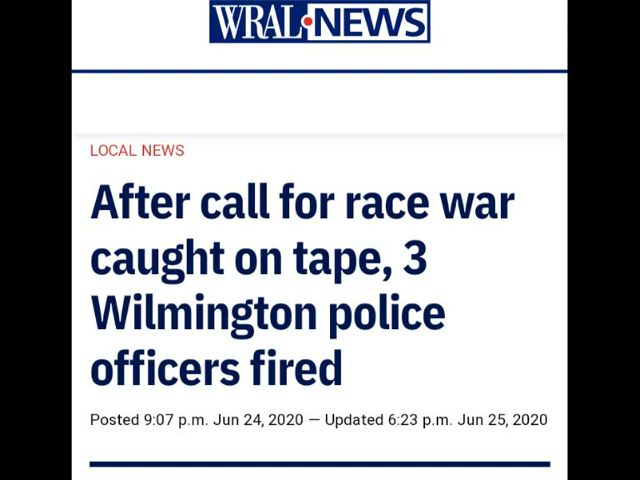 WRAL NEWS
LOCAL NEWS
After call for race war
caught on tape, 3
Wilmington police
officers fired
Posted 9:07 p.m. Jun 24, 2020 — Updated 6:23 p.m. Jun 25, 2020